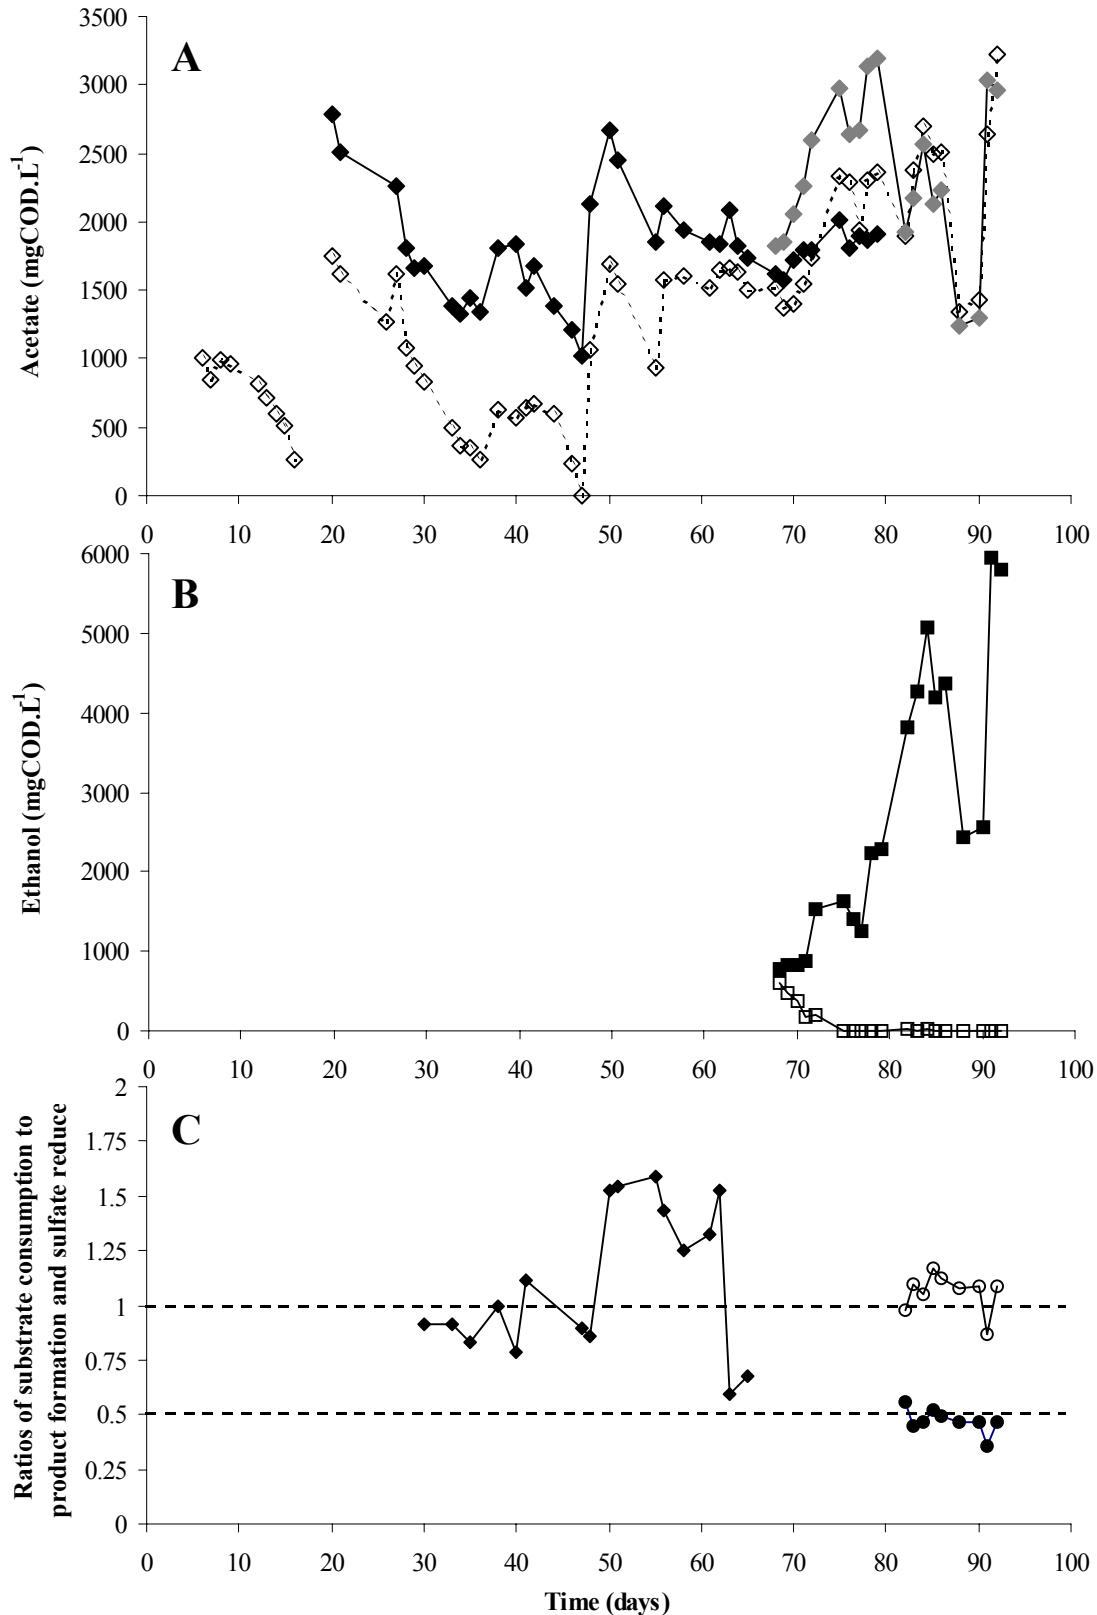 A
3500
3000
2500
2000
1500
1000
500
0
Acetate (mgCOD.L-1)
0 10 20 30 40 50 60 70 80 90 100
B
6000
5000
4000
3000
2000
1000
0
Ethanol (mgCOD.L-1)
0 10 20 30 40 50 60 70 80 90 100
C
2
1.75
1.5
1.25
1
0.75
0.5
0.25
0
Ratios of substrate consumption to
product formation and sulfate reduce
0 10 20 30 40 50 60 70 80 90 100
Time (days)